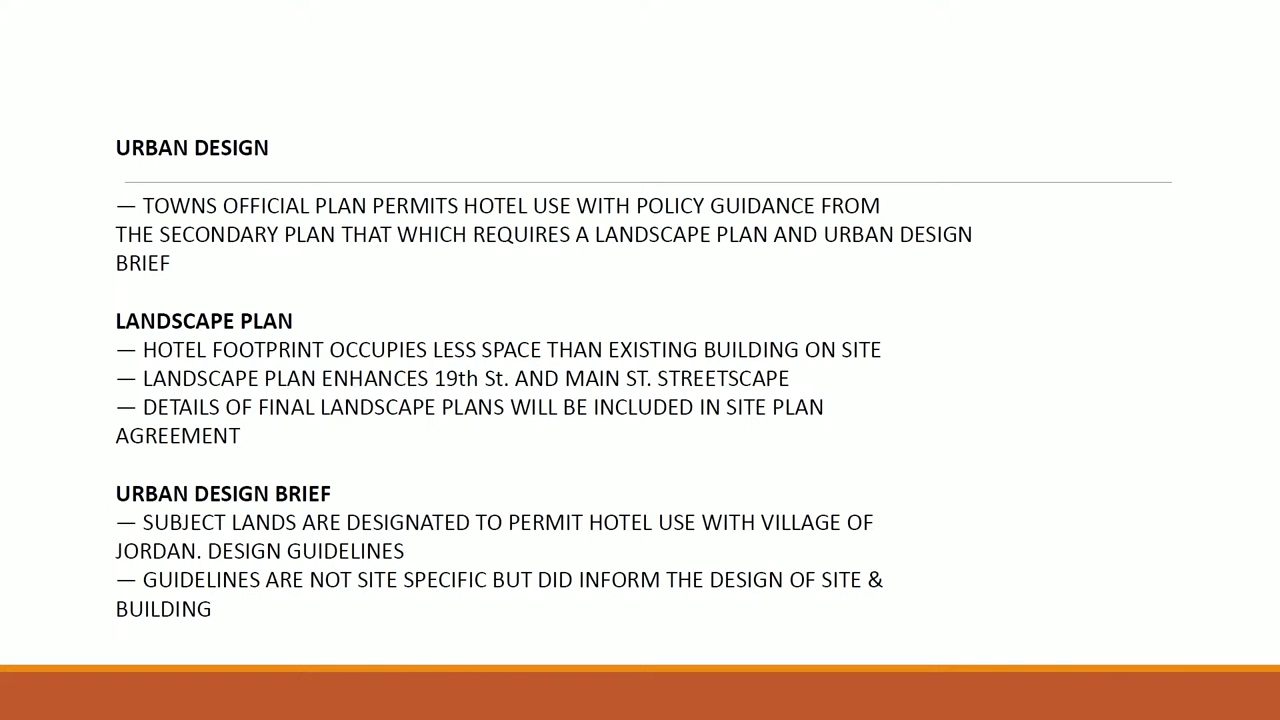 URBAN DESIGN
— TOWNS OFFICIAL PLAN PERMITS HOTEL USE WITH POLICY GUIDANCE FROM
THE SECONDARY PLAN THAT WHICH REQUIRES A LANDSCAPE PLAN AND URBAN DESIGN
BRIEF
LANDSCAPE PLAN
— HOTEL FOOTPRINT OCCUPIES LESS SPACE THAN EXISTING BUILDING ON SITE
— LANDSCAPE PLAN ENHANCES 19th St. AND MAIN ST. STREETSCAPE
— DETAILS OF FINAL LANDSCAPE PLANS WILL BE INCLUDED IN SITE PLAN
AGREEMENT
URBAN DESIGN BRIEF
— SUBJECT LANDS ARE DESIGNATED TO PERMIT HOTEL USE WITH VILLAGE OF
JORDAN. DESIGN GUIDELINES
— GUIDELINES ARE NOT SITE SPECIFIC BUT DID INFORM THE DESIGN OF SITE &
BUILDING